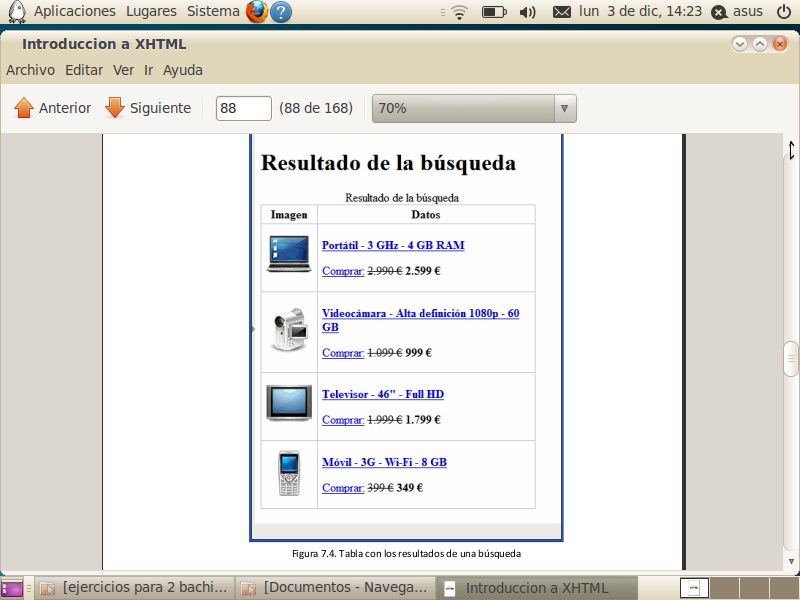 Aplicaciones Lugares Sistema lun 3 de dic, 14:23 asus
Introduccion a XHTML
Archivo Editar Ver Ir Ayuda
Anterior Siguiente 88 (88 de 168) 70%
Resultado de la búsqueda
Resultado de la búsqueda
Imagen Datos
Portátil - 3 GHz - 4 GB RAM
Comprar: 2.990 € 2.599 €
Videocámara - Alta definición 1080p - 60
GB
Comprar: 1.099 € 999 €
Televisor - 46" - Full HD
Comprar: 1.999 € 1.799 €
Móvil - 3G - Wi-Fi - 8 GB
Comprar: 399 € 349 €
Figura 7.4. Tabla con los resultados de una búsqueda
[ejercicios para 2 bachi... [Documentos - Navega... Introduccion a XHTML